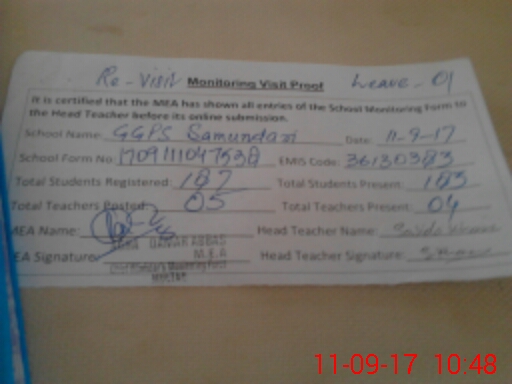 Re-Visit Monitoring Visit Proof Leave-01
It is certified that the MEA has shown all entries of the School Monitoring Form to
the Head Teacher before its online submission.
School Name: GGPS Samundari Date: 11-9-17
School Form No 1709111047538 EMIS Code: 36130383
Total Students Registered: 187 Total Students Present: 183
Total Teachers Posted: 05 Total Teachers Present: 04
MEA Name: Head Teacher Name:
ABBAS
EA Signature: M.E.A Head Teacher Signature:
11-09-17 10:48